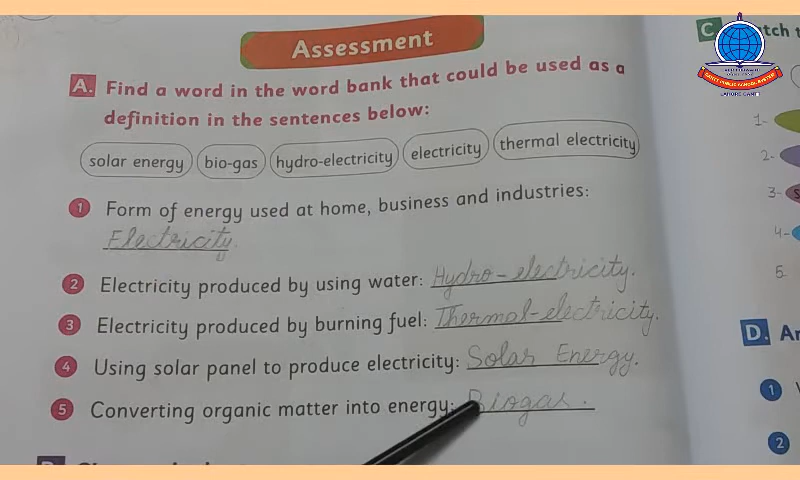 Assessment
A. Find a word in the word bank that could be used as a
definition in the sentences below:
solar energy bio-gas hydro-electricity electricity thermal electricity
1 Form of energy used at home, business and industries:
Electricity.
2 Electricity produced by using water: Hydro-electricity.
3 Electricity produced by burning fuel: Thermal-electricity.
4 Using solar panel to produce electricity: Solar Energy.
5 Converting organic matter into energy: Biogas.
C
1-
2-
3-
4-
5
D.
1
2
LAHORE CANTT